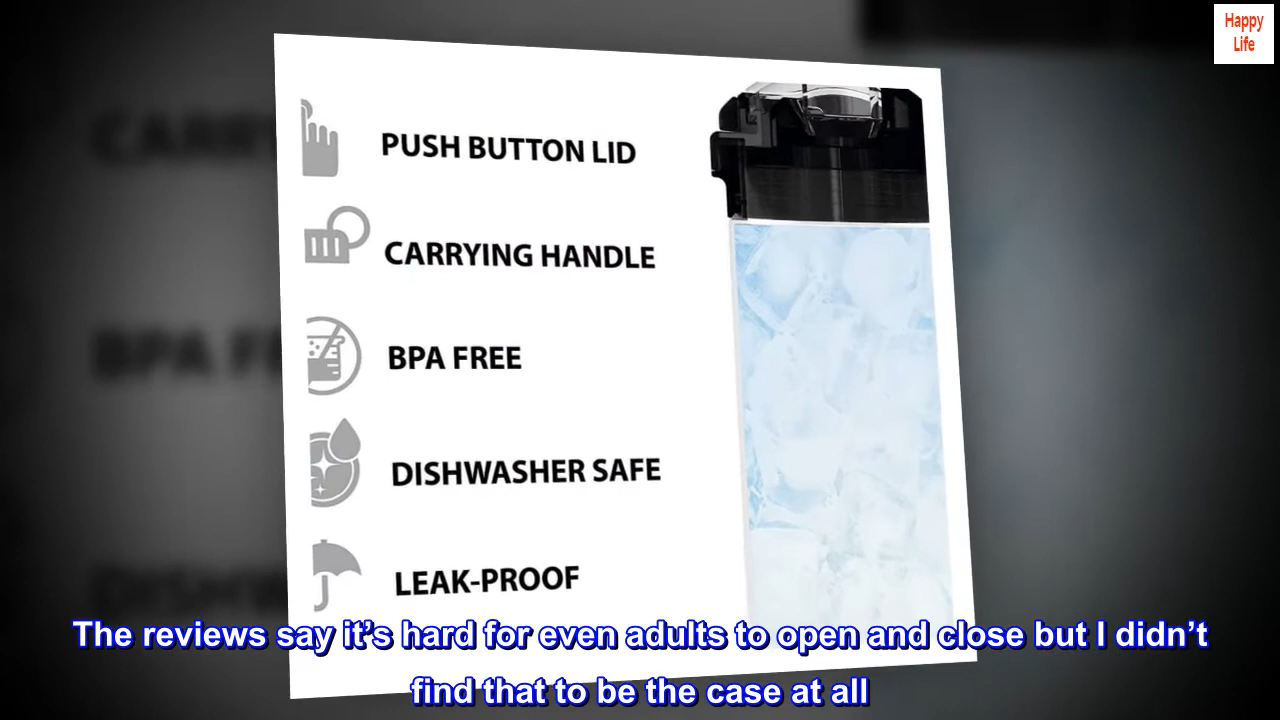 Happy
Life
PUSH BUTTON LID
CARRYING HANDLE
BPA FREE
DISHWASHER SAFE
LEAK-PROOF
The reviews say it’s hard for even adults to open and close but I didn’t
find that to be the case at all